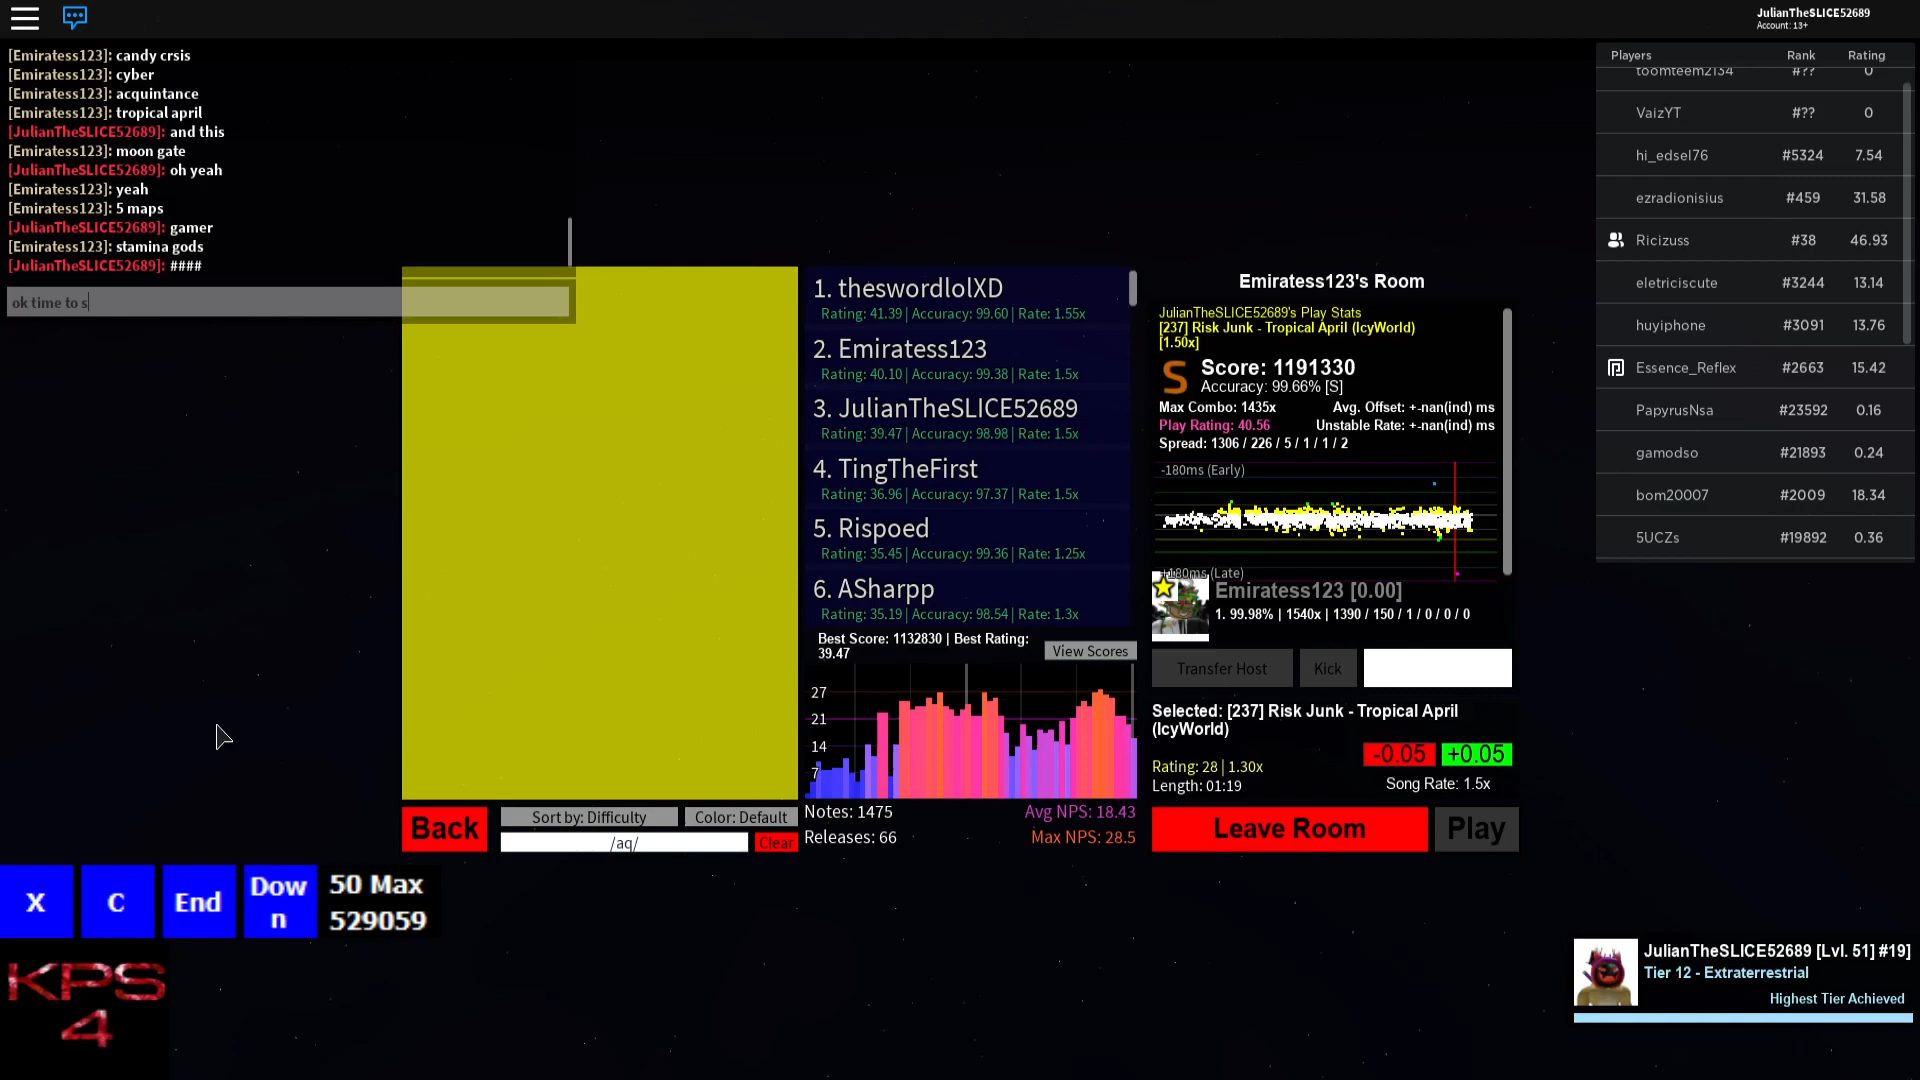 JulianTheSLICE52689
Account: 13+
[Emiratess123]: candy crsis
[Emiratess123]: cyber
[Emiratess123]: acquintance
[Emiratess123]: tropical april
[JulianTheSLICE52689]: and this
[Emiratess123]: moon gate
[JulianTheSLICE52689]: oh yeah
[Emiratess123]: yeah
[Emiratess123]: 5 maps
[JulianTheSLICE52689]: gamer
[Emiratess123]: stamina gods
[JulianTheSLICE52689]: ####
ok time to s
1. theswordlolXD
Rating: 41.39 | Accuracy: 99.60 | Rate: 1.55x
2. Emiratess123
Rating: 40.10 | Accuracy: 99.38 | Rate: 1.5x
3. JulianTheSLICE52689
Rating: 39.47 | Accuracy: 98.98 | Rate: 1.5x
4. TingTheFirst
Rating: 36.96 | Accuracy: 97.37 | Rate: 1.5x
5. Rispoed
Rating: 35.45 | Accuracy: 99.36 | Rate: 1.25x
6. ASharpp
Rating: 35.19 | Accuracy: 98.54 | Rate: 1.3x
Best Score: 1132830 | Best Rating:
39.47
View Scores
27
21
14
7
Notes: 1475
Avg NPS: 18.43
Releases: 66
Max NPS: 28.5
Back
Sort by: Difficulty
Color: Default
/aq/
Clear
Emiratess123's Room
JulianTheSLICE52689's Play Stats
[237] Risk Junk - Tropical April (IcyWorld)
[1.50x]
S
Score: 1191330
Accuracy: 99.66% [S]
Max Combo: 1435x
Avg. Offset: +-nan(ind) ms
Play Rating: 40.56
Unstable Rate: +-nan(ind) ms
Spread: 1306 / 226 / 5 / 1 / 1 / 2
-180ms (Early)
+180ms (Late)
Emiratess123 [0.00]
1. 99.98% | 1540x | 1390 / 150 / 1 / 0 / 0 / 0
Transfer Host
Kick
Selected: [237] Risk Junk - Tropical April
(IcyWorld)
-0.05
+0.05
Rating: 28 | 1.30x
Length: 01:19
Song Rate: 1.5x
Leave Room
Play
Players Rank Rating
toomteem2134 #?? 0
VaizYT #?? 0
hi_edsel76 #5324 7.54
ezradionisius #459 31.58
Ricizuss #38 46.93
eletriciscute #3244 13.14
huyiphone #3091 13.76
Essence_Reflex #2663 15.42
PapyrusNsa #23592 0.16
gamodso #21893 0.24
bom20007 #2009 18.34
5UCZs #19892 0.36
X
C
End
Dow
n
50 Max
529059
KPS
4
JulianTheSLICE52689 [Lvl. 51] #19]
Tier 12 - Extraterrestrial
Highest Tier Achieved